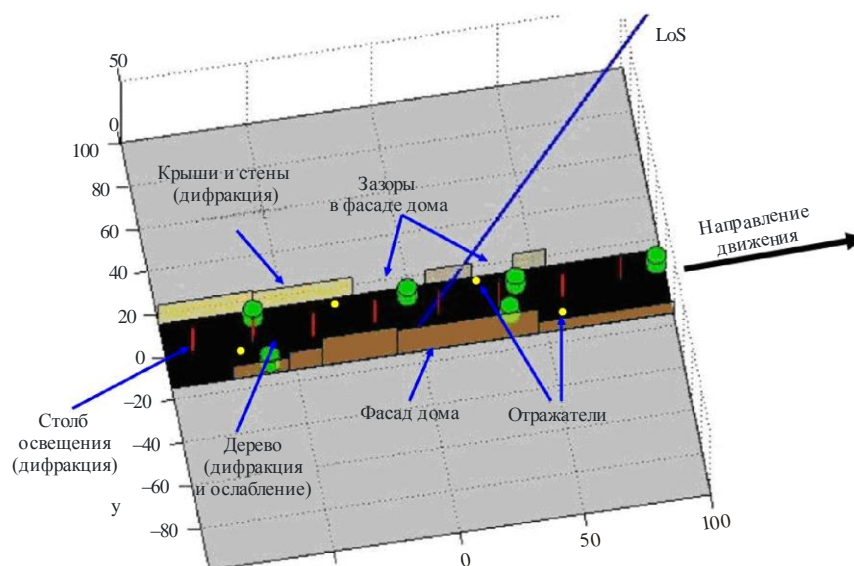 LoS
50
0
100
80
60
40
20
0
–20
–40
–60
–80
y
Крыши и стены
(дифракция)
Зазоры
в фасаде дома
Направление
движения
Столб
освещения
(дифракция)
Дерево
(дифракция
и ослабление)
Фасад дома
Отражатели
0
50
100